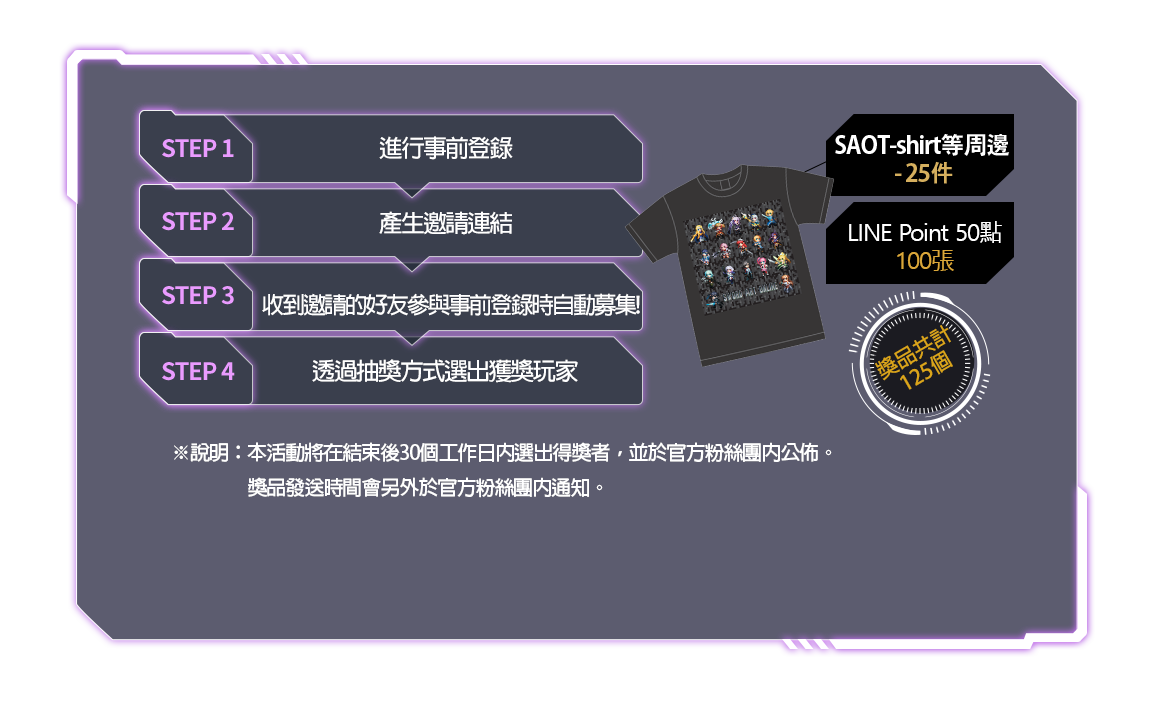 STEP 1
進行事前登錄
STEP 2
產生邀請連結
STEP 3
收到邀請的好友參與事前登錄時自動募集!
STEP 4
透過抽獎方式選出獲獎玩家
SWORD ART ONLINE
SAOT-shirt等周邊
- 25件
LINE Point 50點
100張
獎品共計
125個
※說明：本活動將在結束後30個工作日内選出得獎者，並於官方粉絲團内公佈。
獎品發送時間會另外於官方粉絲團内通知。